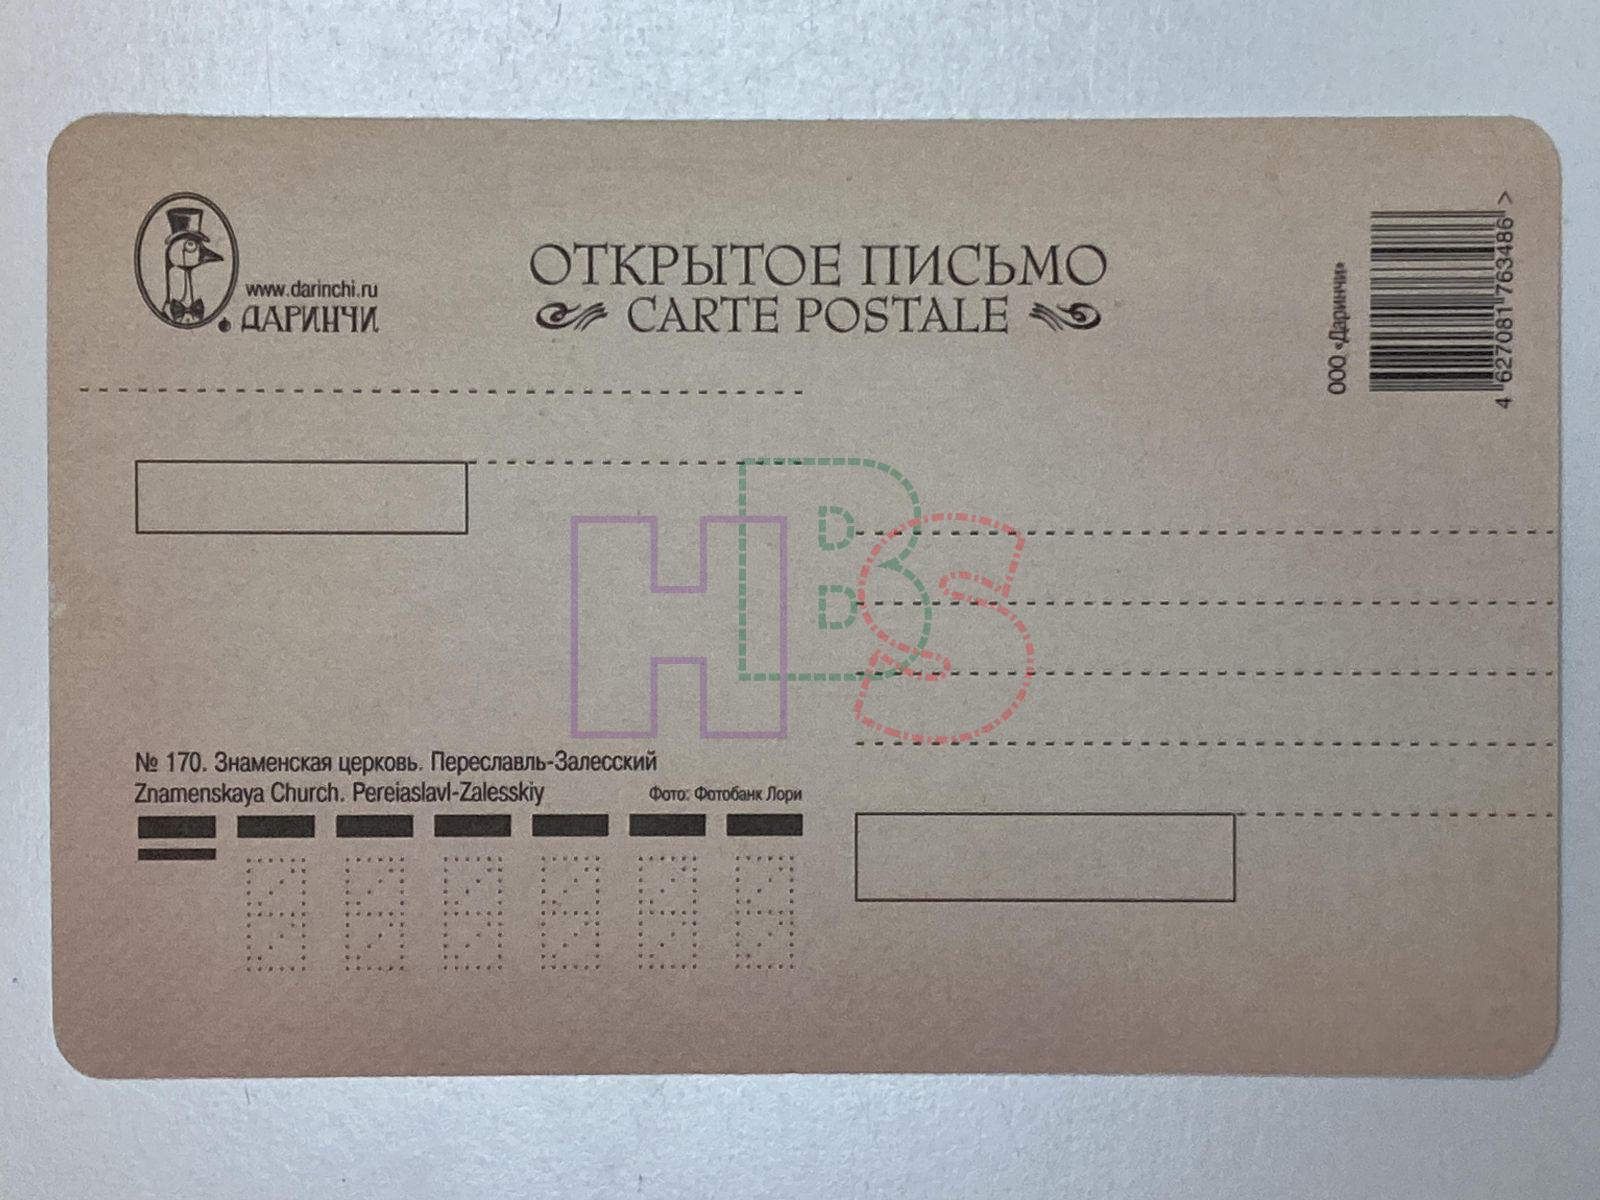 www.darinchi.ru
ДАРИНЧИ
ОТКРЫТОЕ ПИСЬМО
CARTE POSTALE
ООО «Даринчи»
4 627081 763486 >
HBS
№ 170. Знаменская церковь. Переславль-Залесский
Znamenskaya Church. Pereiaslavl-Zalesskiy
Фото: Фотобанк Лори